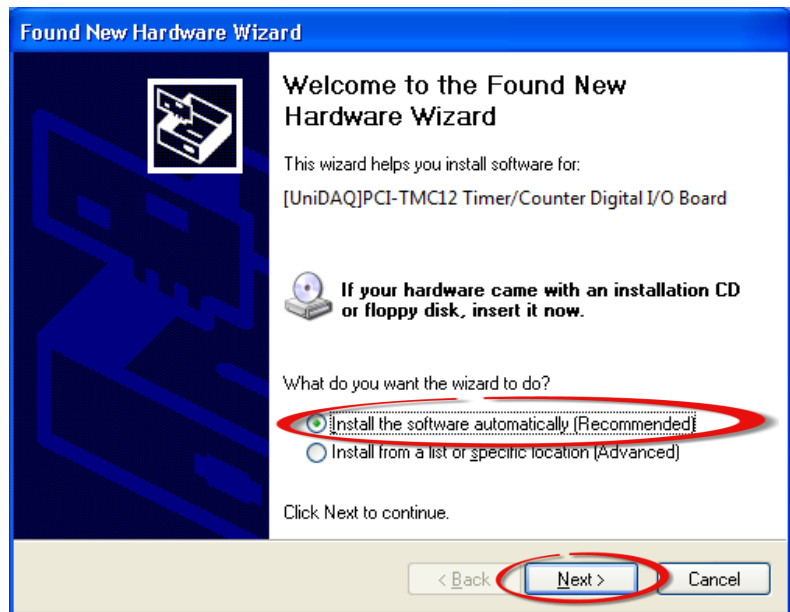 Found New Hardware Wizard
Welcome to the Found New
Hardware Wizard
This wizard helps you install software for:
[UniDAQ]PCI-TMC12 Timer/Counter Digital I/O Board
If your hardware came with an installation CD
or floppy disk, insert it now.
What do you want the wizard to do?
Install the software automatically (Recommended)
Install from a list or specific location (Advanced)
Click Next to continue.
< Back Next > Cancel